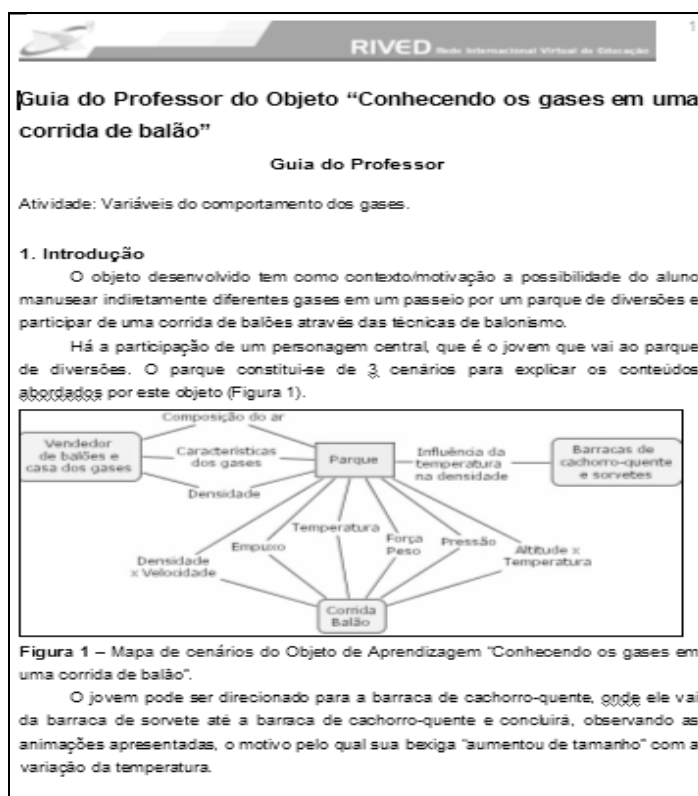 1
RIVED Rede Internacional Virtual de Educação
Guia do Professor do Objeto “Conhecendo os gases em uma
corrida de balão”
Guia do Professor
Atividade: Variáveis do comportamento dos gases.
1. Introdução
O objeto desenvolvido tem como contexto/motivação a possibilidade do aluno
manusear indiretamente diferentes gases em um passeio por um parque de diversões e
participar de uma corrida de balões através das técnicas de balonismo.
Há a participação de um personagem central, que é o jovem que vai ao parque
de diversões. O parque constitui-se de 3 cenários para explicar os conteúdos
abordados por este objeto (Figura 1).
Composição do ar
Vendedor
de balões e
casa dos gases
Características
dos gases
Densidade
Parque
Influência da
temperatura
na densidade
Barracas de
cachorro-quente
e sorvetes
Densidade
x Velocidade
Empuxo
Temperatura
Força
Peso
Pressão
Altitude x
Temperatura
Corrida
Balão
Figura 1 – Mapa de cenários do Objeto de Aprendizagem “Conhecendo os gases em
uma corrida de balão”.
O jovem pode ser direcionado para a barraca de cachorro-quente, onde ele vai
da barraca de sorvete até a barraca de cachorro-quente e concluirá, observando as
animações apresentadas, o motivo pelo qual sua bexiga “aumentou de tamanho” com a
variação da temperatura.